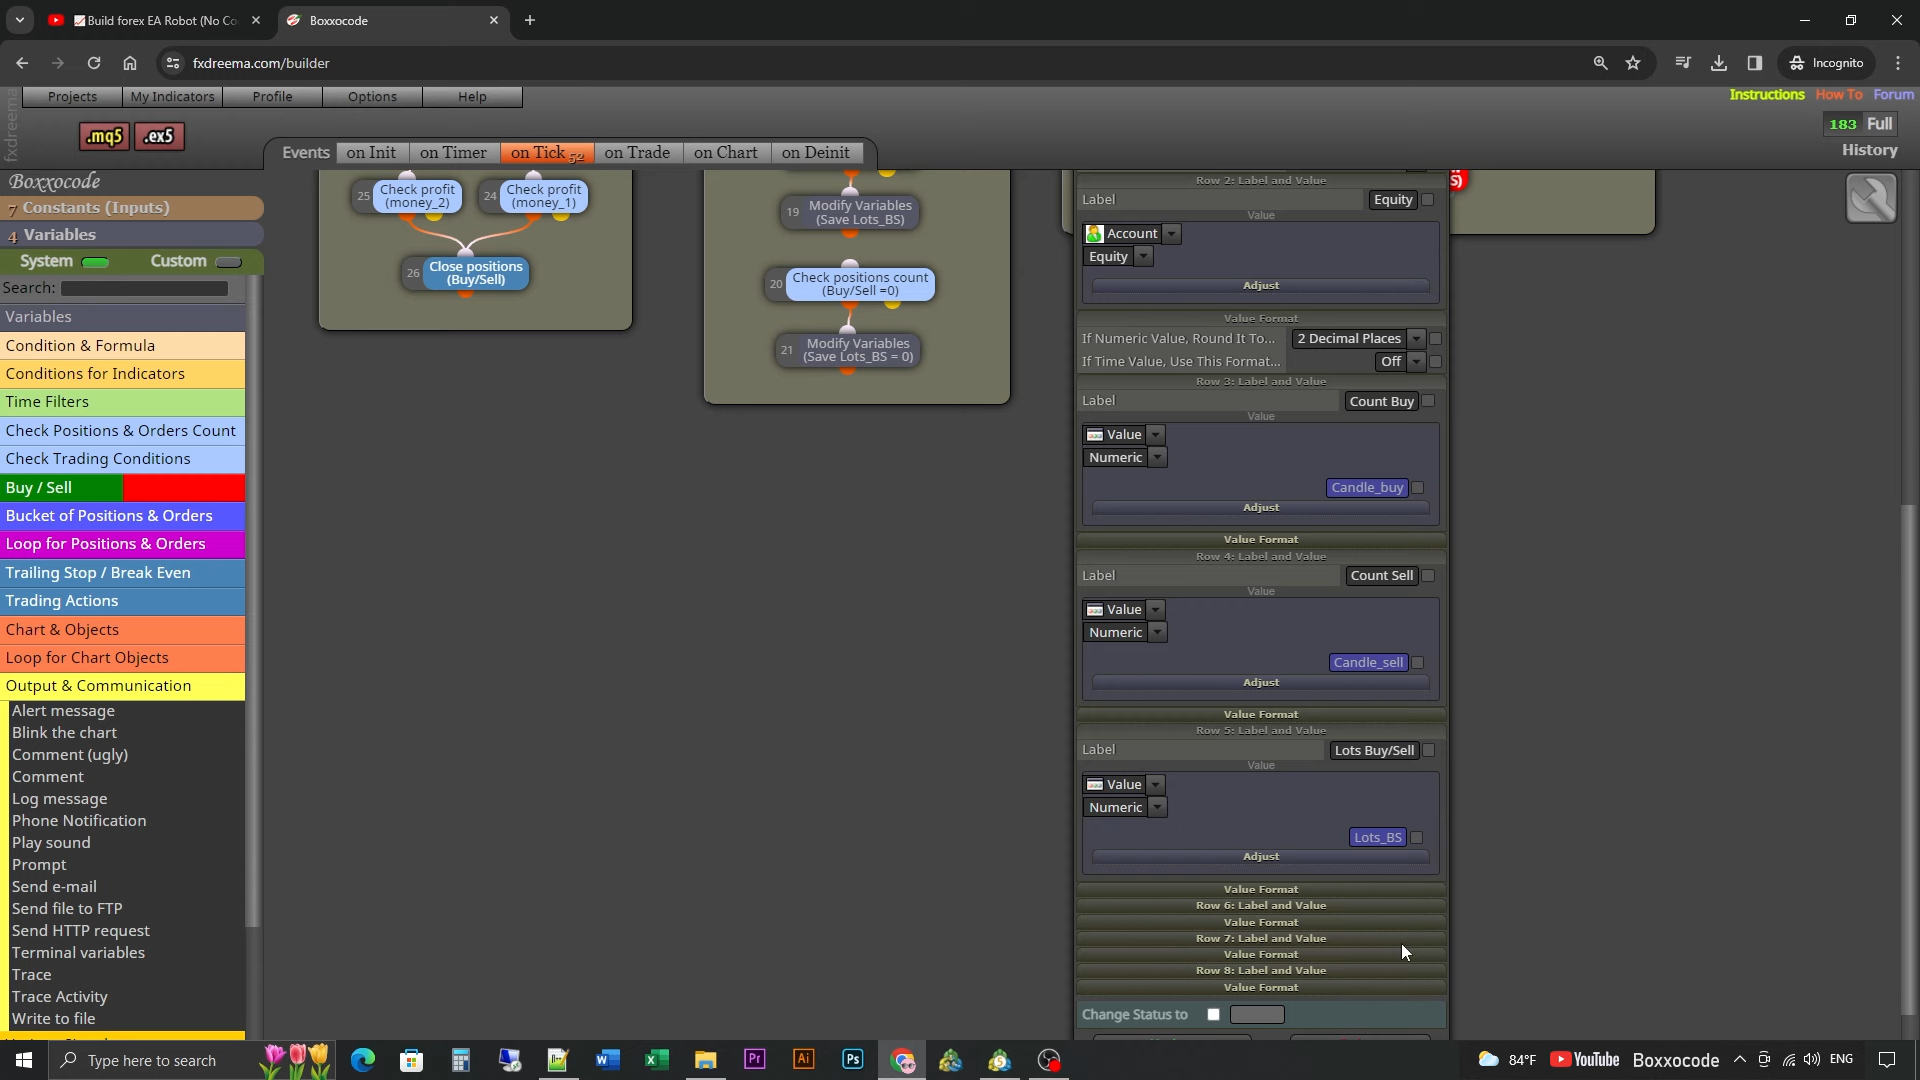 📈Build forex EA Robot (No Co
Boxxocode
fxdreema.com/builder
Incognito
fxdreema
Projects
My Indicators
Profile
Options
Help
Instructions
How To
Forum
.mq5
.ex5
183 Full
History
Events
on Init
on Timer
on Tick 52
on Trade
on Chart
on Deinit
Boxxocode
7 Constants (Inputs)
4 Variables
System
Custom
Search:
Variables
Condition & Formula
Conditions for Indicators
Time Filters
Check Positions & Orders Count
Check Trading Conditions
Buy / Sell
Bucket of Positions & Orders
Loop for Positions & Orders
Trailing Stop / Break Even
Trading Actions
Chart & Objects
Loop for Chart Objects
Output & Communication
Alert message
Blink the chart
Comment (ugly)
Comment
Log message
Phone Notification
Play sound
Prompt
Send e-mail
Send file to FTP
Send HTTP request
Terminal variables
Trace
Trace Activity
Write to file
25 Check profit
(money_2)
24 Check profit
(money_1)
26 Close positions
(Buy/Sell)
19 Modify Variables
(Save Lots_BS)
20 Check positions count
(Buy/Sell =0)
21 Modify Variables
(Save Lots_BS = 0)
S)
Row 2: Label and Value
Label
Equity
Value
Account
Equity
Adjust
Value Format
If Numeric Value, Round It To...
2 Decimal Places
If Time Value, Use This Format...
Off
Row 3: Label and Value
Label
Count Buy
Value
Value
Numeric
Candle_buy
Adjust
Value Format
Row 4: Label and Value
Label
Count Sell
Value
Value
Numeric
Candle_sell
Adjust
Value Format
Row 5: Label and Value
Label
Lots Buy/Sell
Value
Value
Numeric
Lots_BS
Adjust
Value Format
Row 6: Label and Value
Value Format
Row 7: Label and Value
Value Format
Row 8: Label and Value
Value Format
Change Status to
Type here to search
Pr
Ai
Ps
84°F
YouTube
Boxxocode
ENG